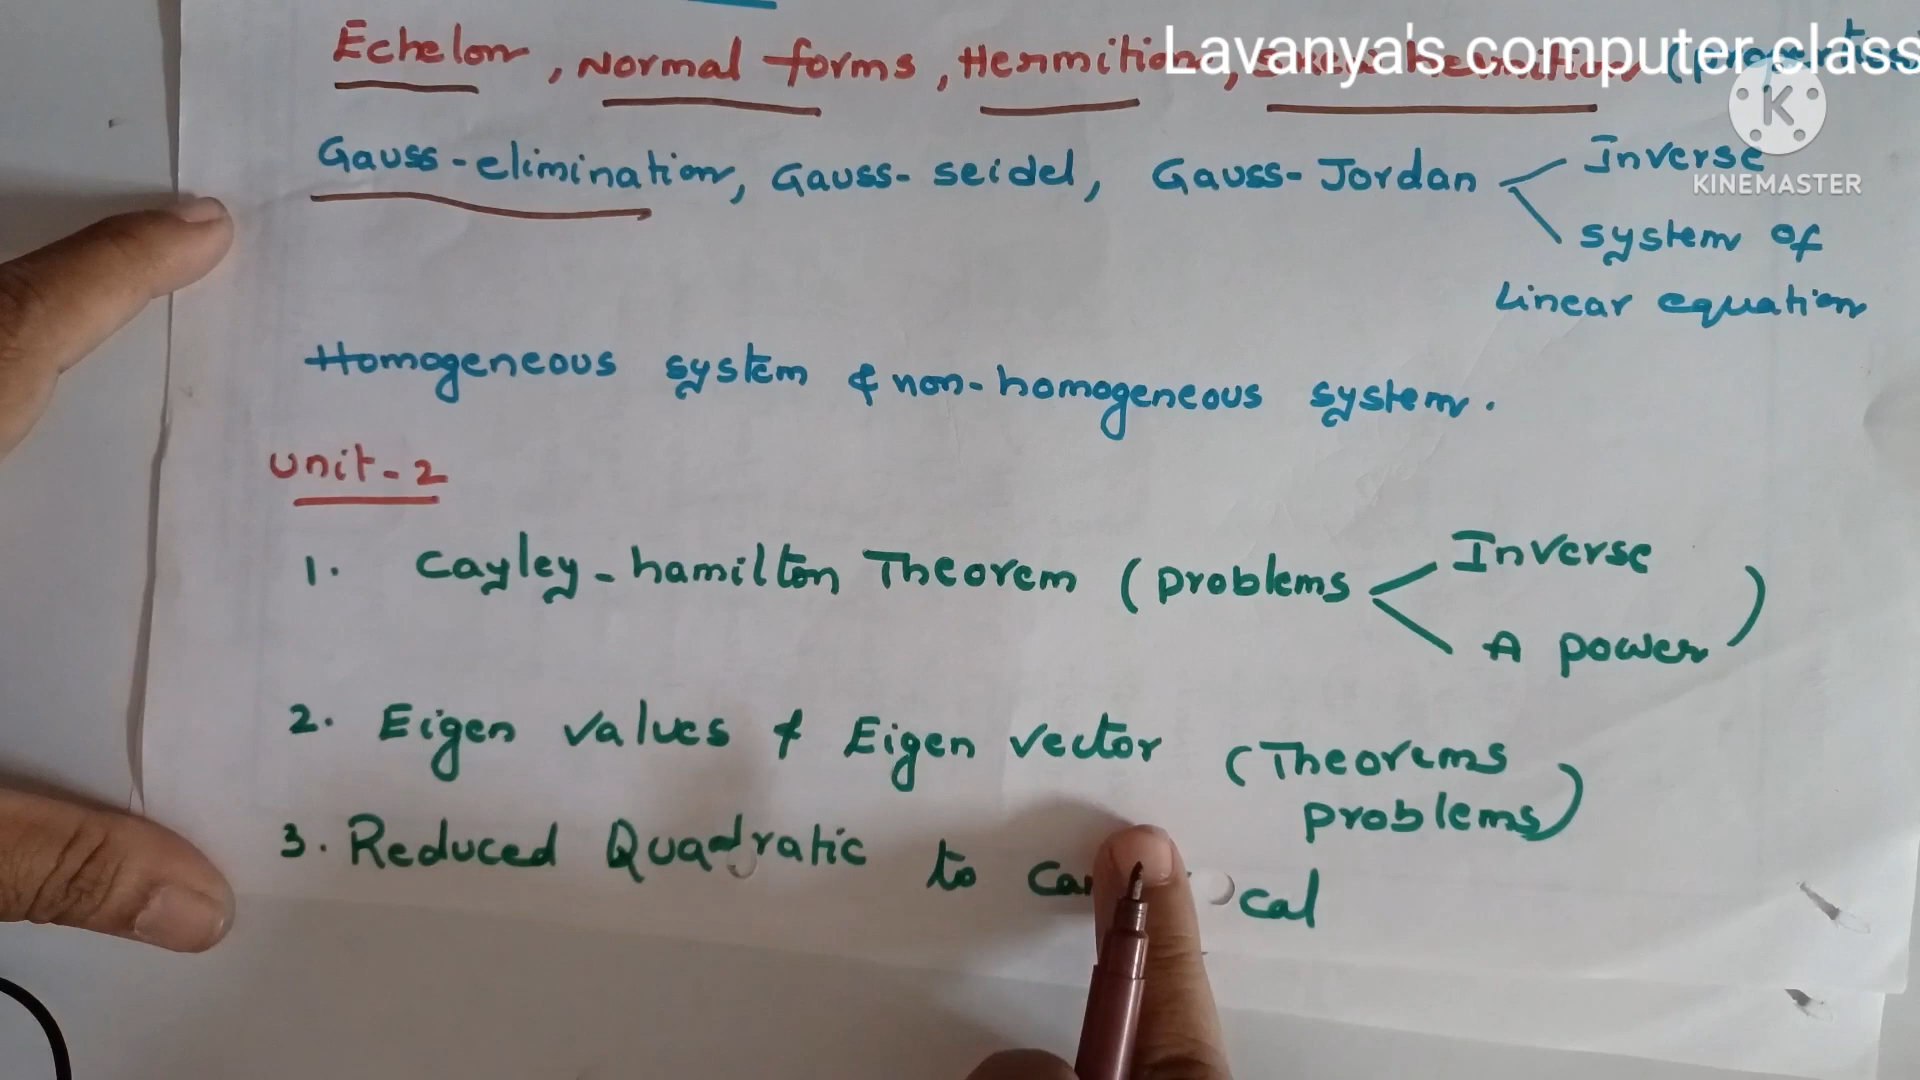 Echelon, Normal forms, Hermition,
Lavanya's computer class
K
KINEMASTER
Gauss-elimination, Gauss-seidel, Gauss-Jordan Inverse
system of
Linear equation
Homogeneous system & non-homogeneous system.
Unit-2
1. Cayley-hamilton Theorem (problems Inverse
A power)
2. Eigen values & Eigen vector (Theorems
problems)
3. Reduced Quadratic to cal